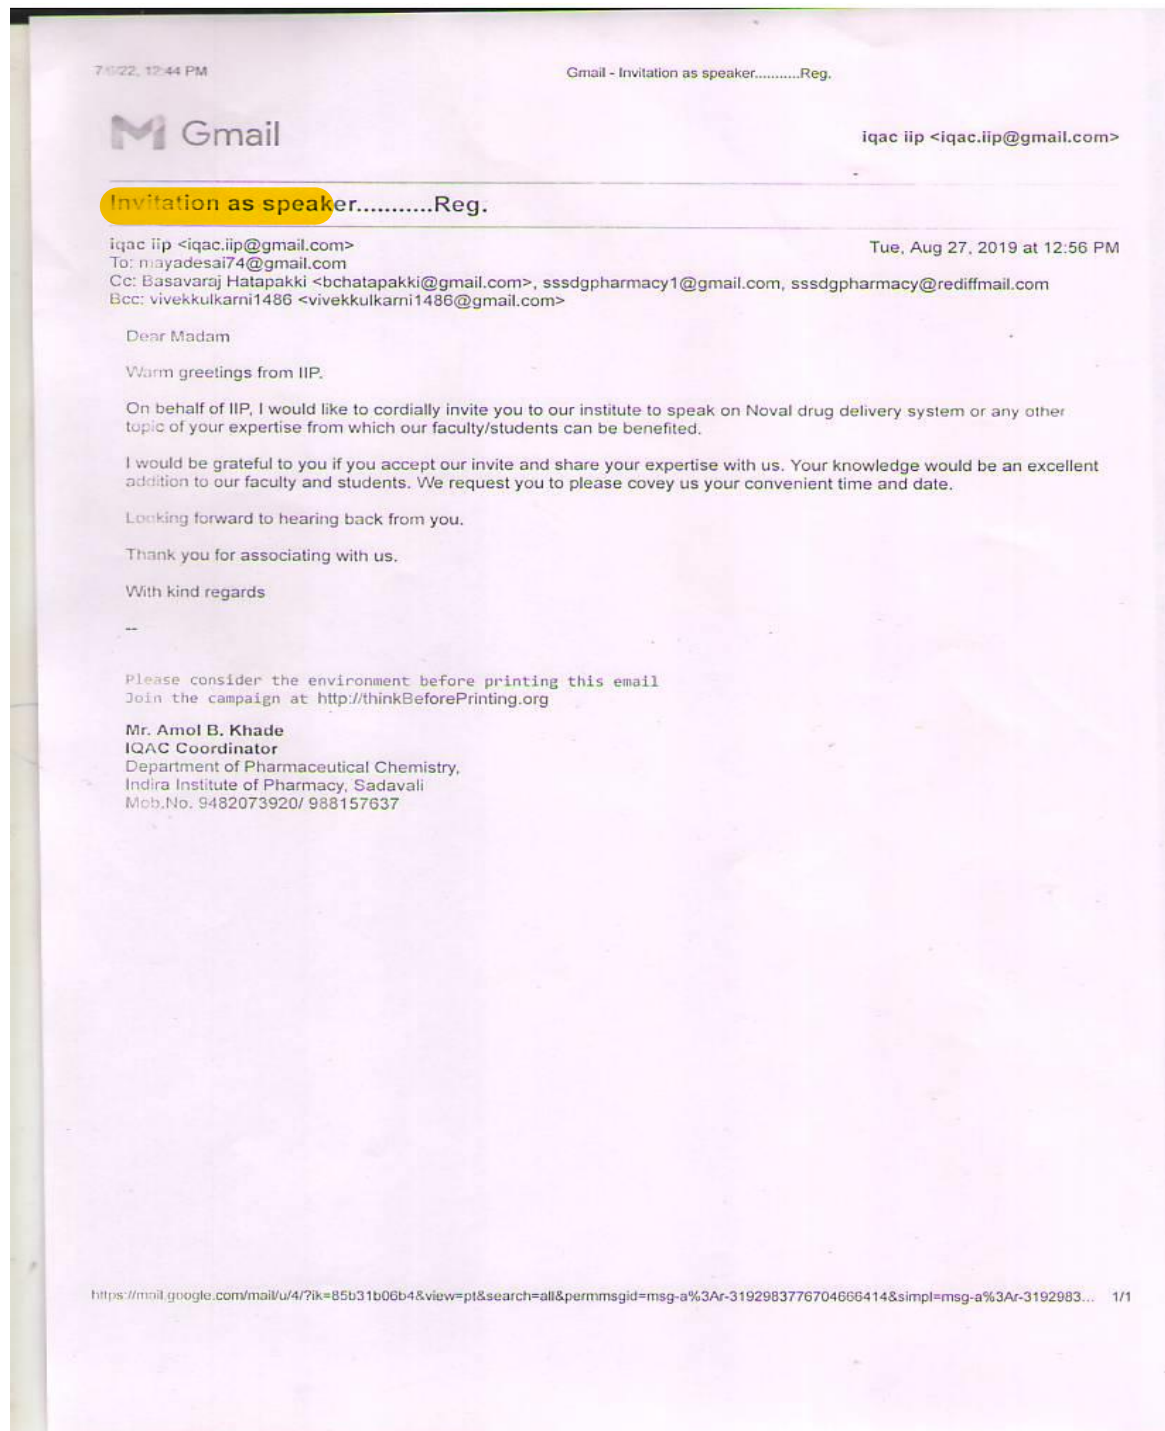 7/6/22, 12:44 PM Gmail - Invitation as speaker...........Reg.
Gmail
iqac iip <iqac.iip@gmail.com>
Invitation as speaker...........Reg.
iqac iip <iqac.iip@gmail.com> Tue, Aug 27, 2019 at 12:56 PM
To: mayadesai74@gmail.com
Cc: Basavaraj Hatapakki <bchatapakki@gmail.com>, sssdgpharmacy1@gmail.com, sssdgpharmacy@rediffmail.com
Bcc: vivekkulkarni1486 <vivekkulkarni1486@gmail.com>
Dear Madam
Warm greetings from IIP.
On behalf of IIP, I would like to cordially invite you to our institute to speak on Noval drug delivery system or any other
topic of your expertise from which our faculty/students can be benefited.
I would be grateful to you if you accept our invite and share your expertise with us. Your knowledge would be an excellent
addition to our faculty and students. We request you to please covey us your convenient time and date.
Looking forward to hearing back from you.
Thank you for associating with us.
With kind regards
--
Please consider the environment before printing this email
Join the campaign at http://thinkBeforePrinting.org
Mr. Amol B. Khade
IQAC Coordinator
Department of Pharmaceutical Chemistry,
Indira Institute of Pharmacy, Sadavali
Mob.No. 9482073920/ 988157637
https://mail.google.com/mail/u/4/?ik=85b31b06b4&view=pt&search=all&permmsgid=msg-a%3Ar-3192983776704666414&simpl=msg-a%3Ar-3192983... 1/1